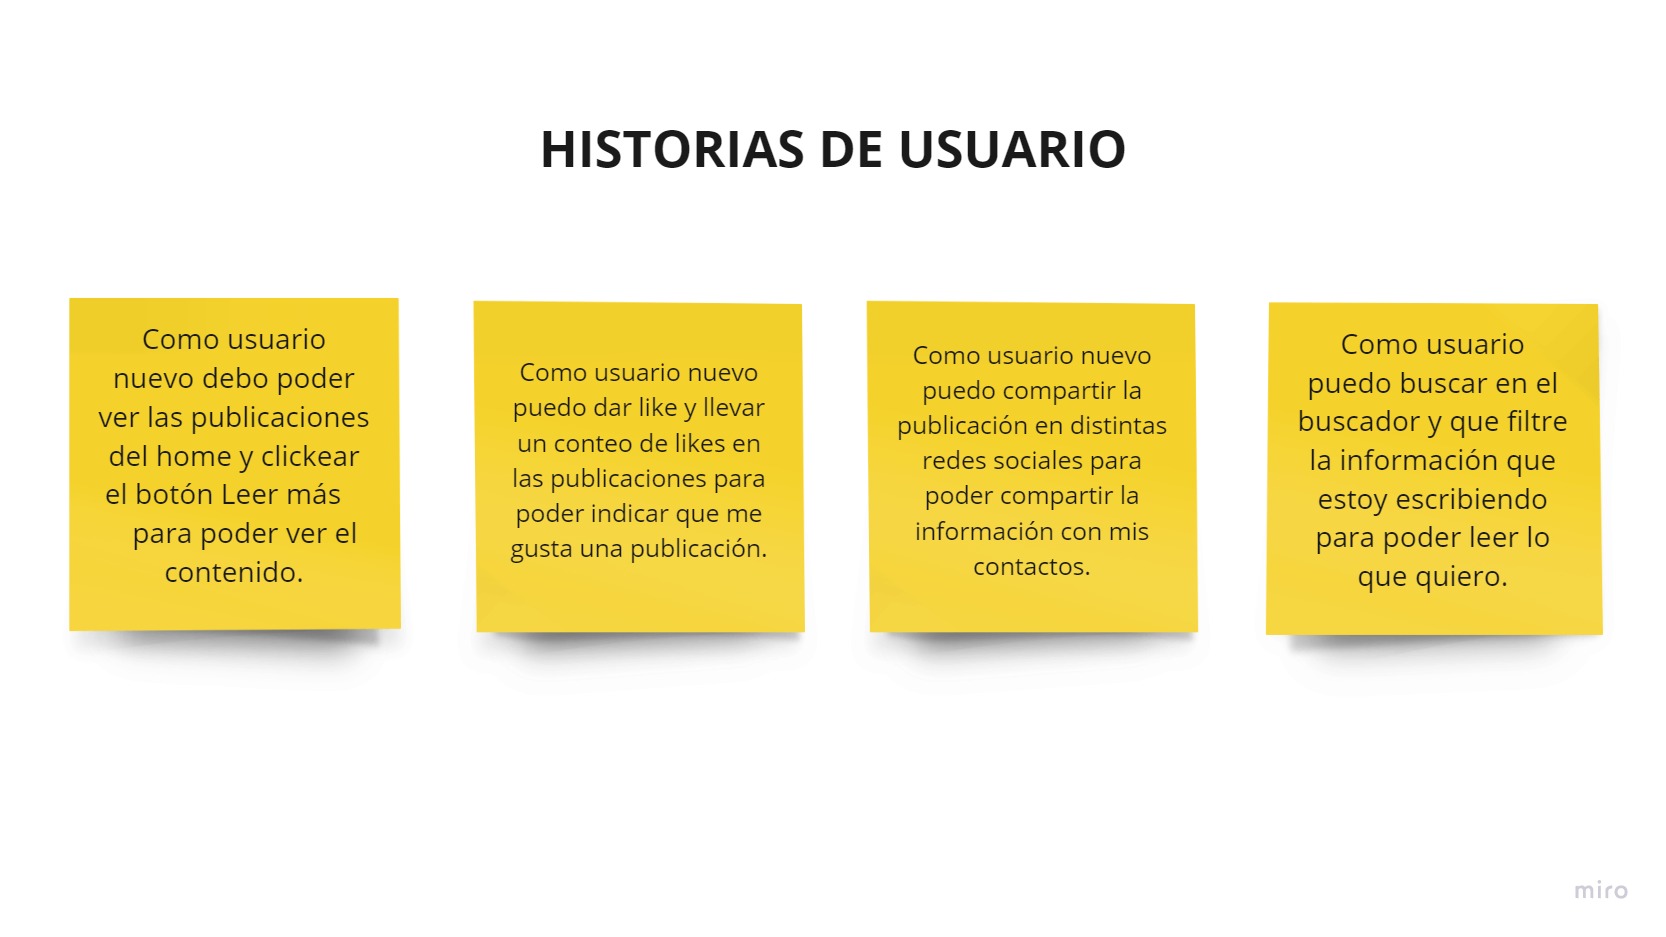 HISTORIAS DE USUARIO
Como usuario
nuevo debo poder
ver las publicaciones
del home y clickear
el botón Leer más
para poder ver el
contenido.
Como usuario nuevo
puedo dar like y llevar
un conteo de likes en
las publicaciones para
poder indicar que me
gusta una publicación.
Como usuario nuevo
puedo compartir la
publicación en distintas
redes sociales para
poder compartir la
información con mis
contactos.
Como usuario
puedo buscar en el
buscador y que filtre
la información que
estoy escribiendo
para poder leer lo
que quiero.
miro